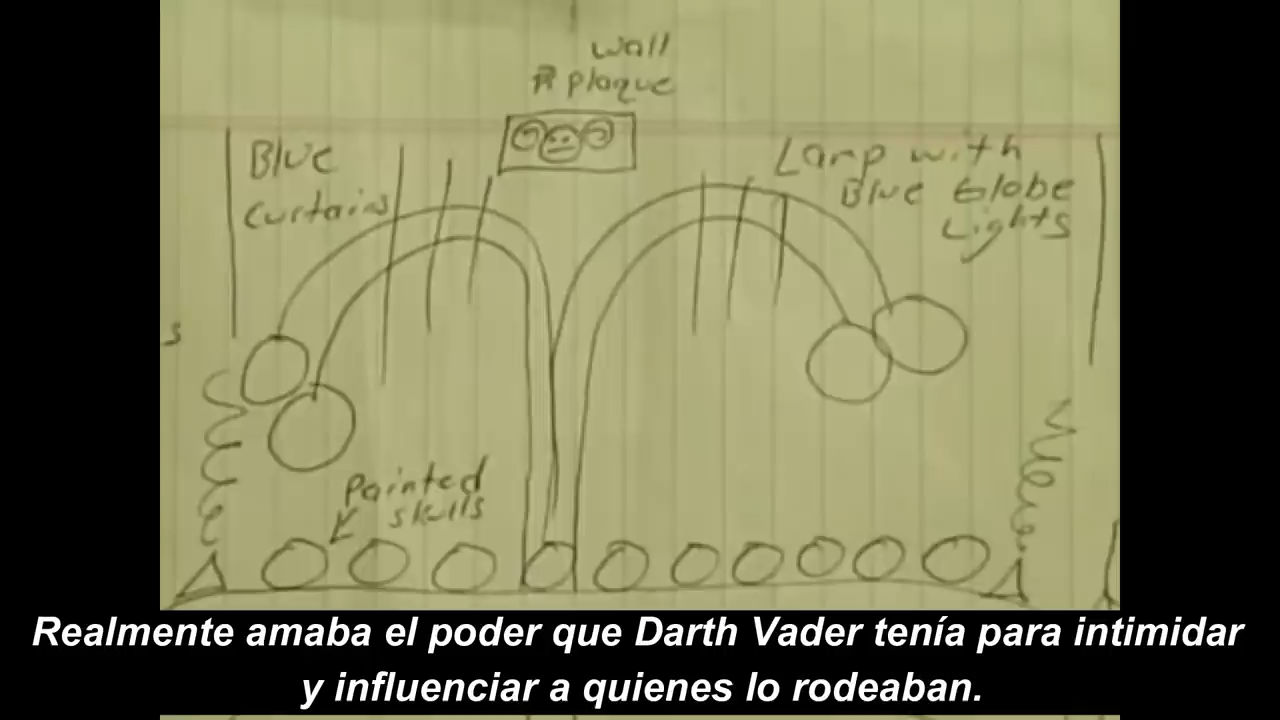 wall
plaque
Blue
curtains
Lamp with
Blue Globe
Lights
s
Painted
skulls
Realmente amaba el poder que Darth Vader tenía para intimidar
y influenciar a quienes lo rodeaban.